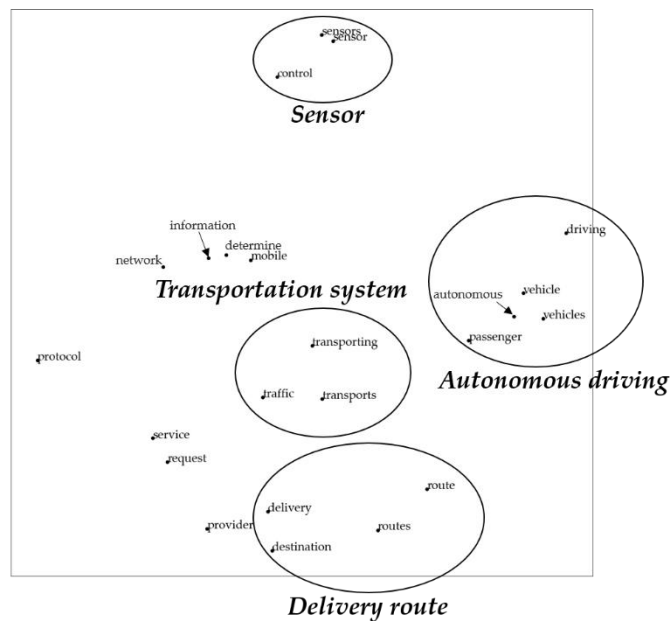 sensors
sensor
control
Sensor
driving
information
determine
network
mobile
Transportation system
autonomous
vehicle
vehicles
passenger
transporting
protocol
Autonomous driving
traffic
transports
service
request
route
delivery
provider
routes
destination
Delivery route